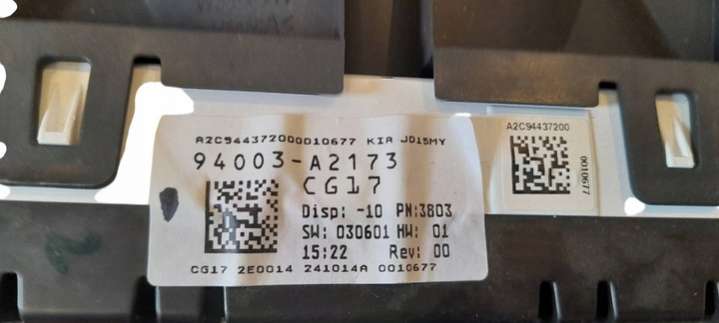 A2C94437200010677 KIA JD15MY
94003-A2173
CG17
Disp: -10 PN:3803
SW: 030601 HW: 01
15:22 Rev: 00
CG17 2E0014 241014A 0010677
A2C94437200
0010677